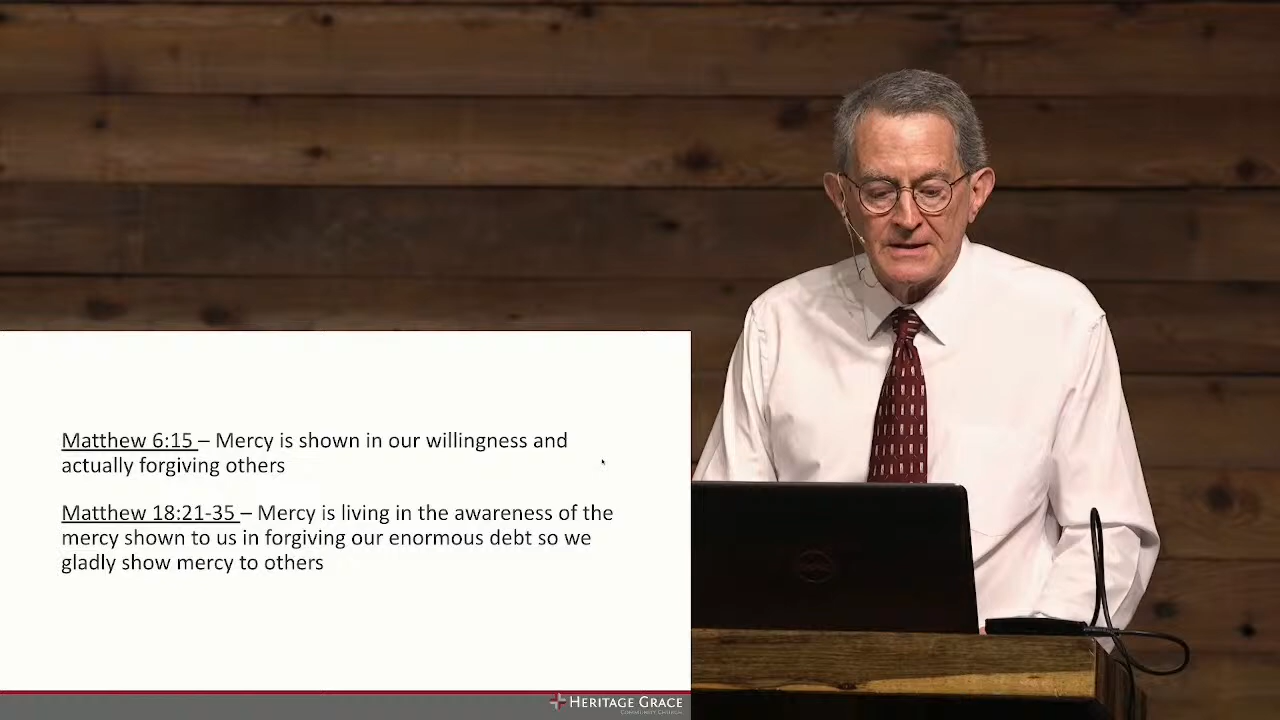 Matthew 6:15 – Mercy is shown in our willingness and
actually forgiving others
Matthew 18:21-35 – Mercy is living in the awareness of the
mercy shown to us in forgiving our enormous debt so we
gladly show mercy to others
HERITAGE GRACE
COMMUNITY CHURCH